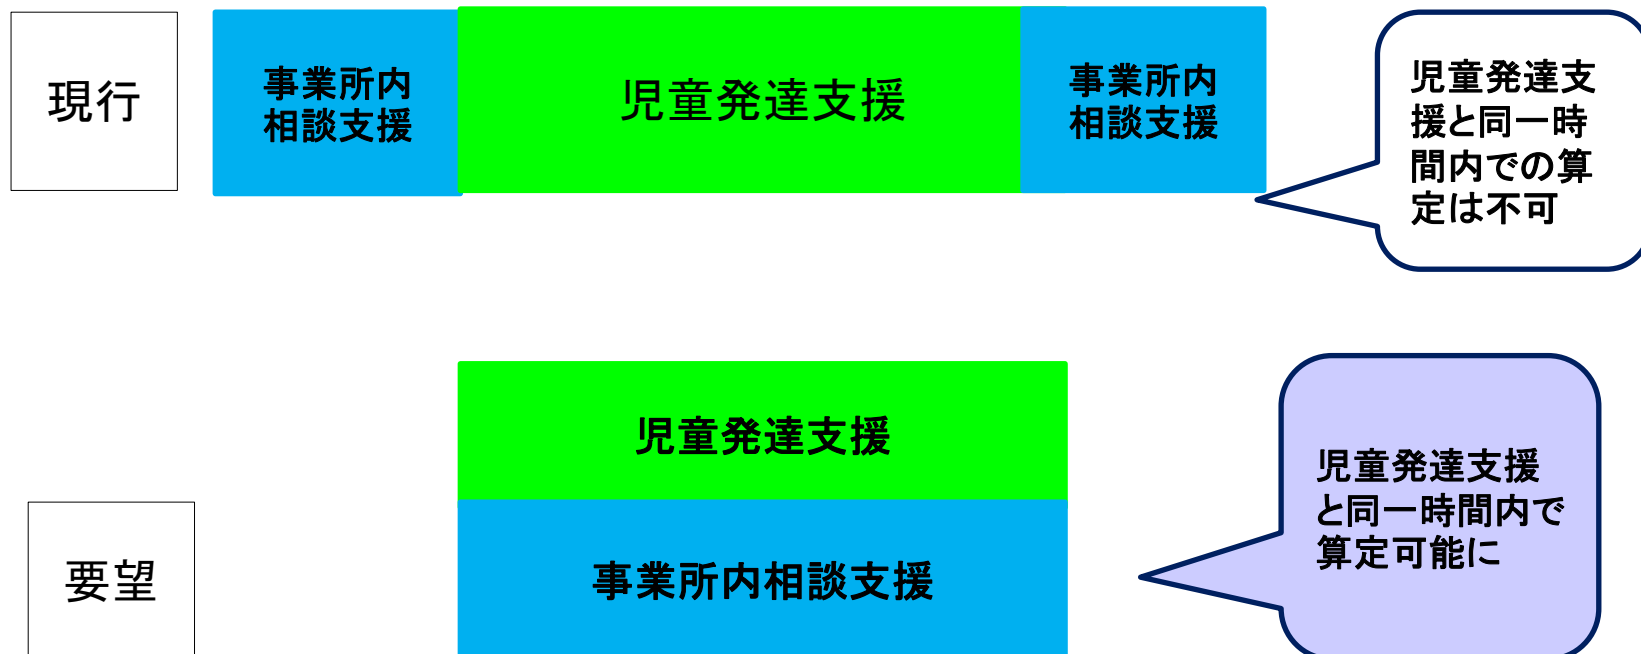 現行
事業所内
相談支援
児童発達支援
事業所内
相談支援
児童発達支
援と同一時
間内での算
定は不可
要望
児童発達支援
事業所内相談支援
児童発達支援
と同一時間内で
算定可能に